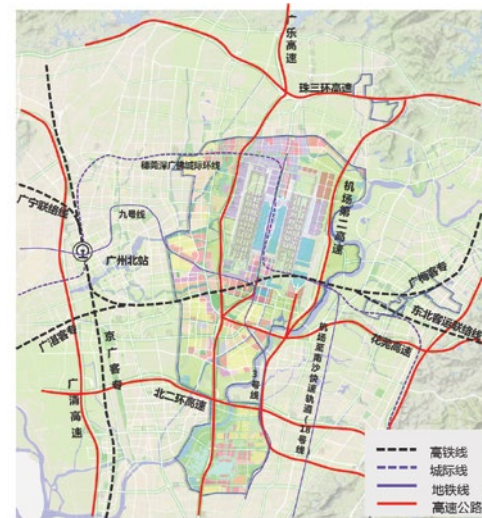 广乐高速
珠三环高速
穗莞深广佛城际环线
机场第二高速
广宁联络线
九号线
广州北站
广梅客专
东北客运联络线
广湛客专
京广客专
花莞高速
机场至南沙快速轨道(18号线)
3号线
广清高速
北二环高速
高铁线
城际线
地铁线
高速公路